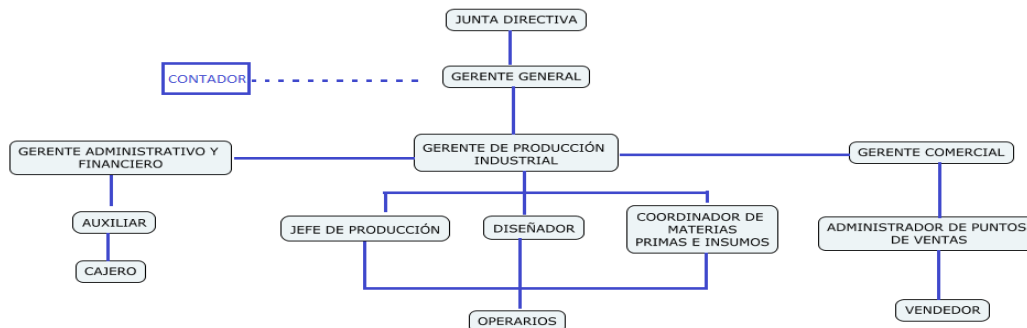 JUNTA DIRECTIVA
GERENTE GENERAL
CONTADOR
GERENTE ADMINISTRATIVO Y
FINANCIERO
GERENTE DE PRODUCCIÓN
INDUSTRIAL
GERENTE COMERCIAL
AUXILIAR
JEFE DE PRODUCCIÓN
DISEÑADOR
COORDINADOR DE
MATERIAS
PRIMAS E INSUMOS
ADMINISTRADOR DE PUNTOS
DE VENTAS
CAJERO
VENDEDOR
OPERARIOS